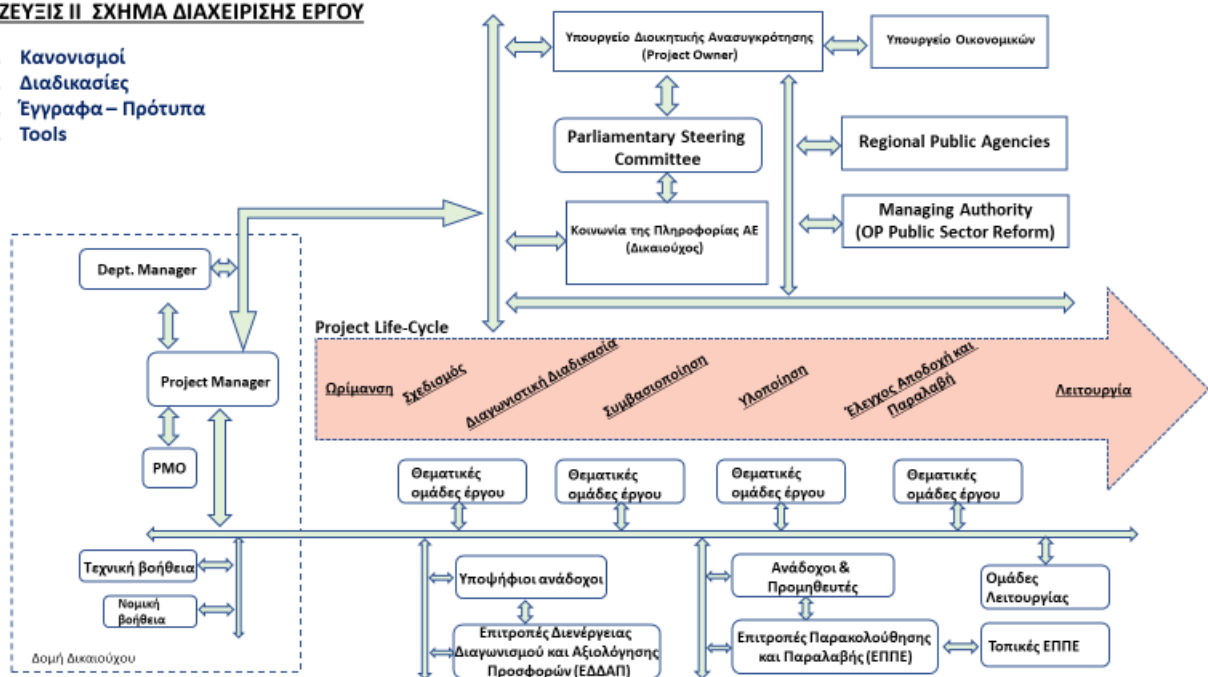 ΖΕΥΞΙΣ ΙΙ ΣΧΗΜΑ ΔΙΑΧΕΙΡΙΣΗΣ ΕΡΓΟΥ
Κανονισμοί
Διαδικασίες
Έγγραφα – Πρότυπα
Tools
Υπουργείο Διοικητικής Ανασυγκρότησης
(Project Owner)
Υπουργείο Οικονομικών
Parliamentary Steering
Committee
Regional Public Agencies
Κοινωνία της Πληροφορίας ΑΕ
(Δικαιούχος)
Managing Authority
(OP Public Sector Reform)
Dept. Manager
Project Manager
PMO
Project Life-Cycle
Ωρίμανση
Σχεδισμός
Διαγωνιστική Διαδικασία
Συμβασιοποίηση
Υλοποίηση
Έλεγχος Αποδοχή και
Παραλαβή
Λειτουργία
Θεματικές
ομάδες έργου
Θεματικές
ομάδες έργου
Θεματικές
ομάδες έργου
Θεματικές
ομάδες έργου
Τεχνική βοήθεια
Νομική
βοήθεια
Δομή Δικαιούχου
Υποψήφιοι ανάδοχοι
Επιτροπές Διενέργειας
Διαγωνισμού και Αξιολόγησης
Προσφορών (ΕΔΔΑΠ)
Ανάδοχοι &
Προμηθευτές
Επιτροπές Παρακολούθησης
και Παραλαβής (ΕΠΠΕ)
Ομάδες
Λειτουργίας
Τοπικές ΕΠΠΕ